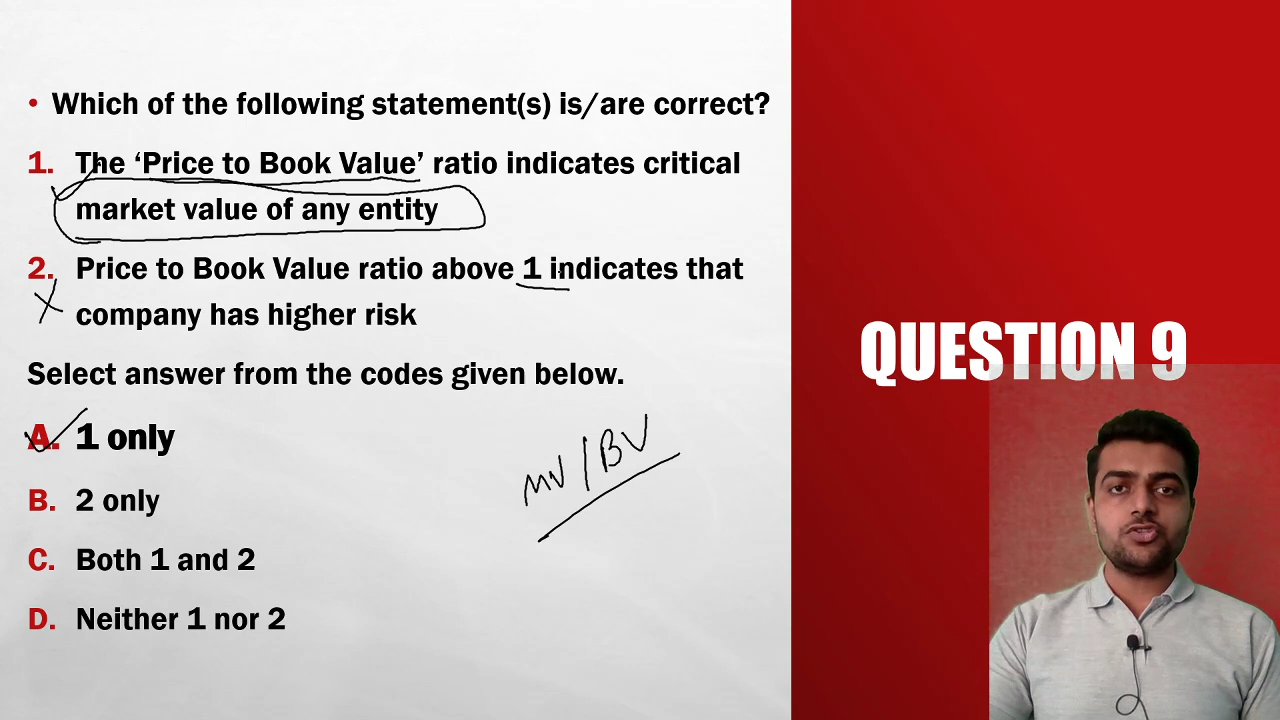 • Which of the following statement(s) is/are correct?
1. The ‘Price to Book Value’ ratio indicates critical
market value of any entity
2. Price to Book Value ratio above 1 indicates that
company has higher risk
Select answer from the codes given below.
A. 1 only
B. 2 only
C. Both 1 and 2
D. Neither 1 nor 2
MV / BV
QUESTION 9